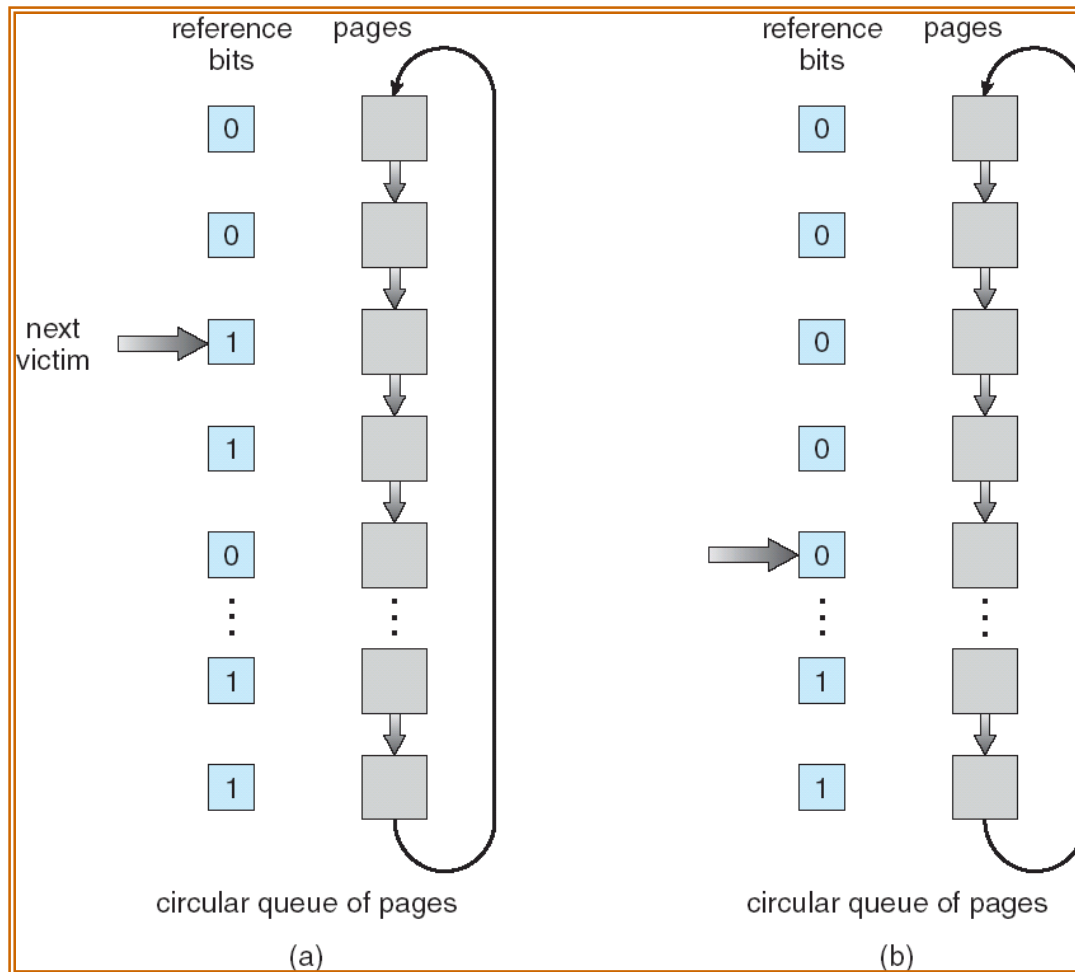 reference pages
bits
0
0
next
victim
1
1
0
1
1
circular queue of pages
(a)
reference pages
bits
0
0
0
0
0
1
1
circular queue of pages
(b)